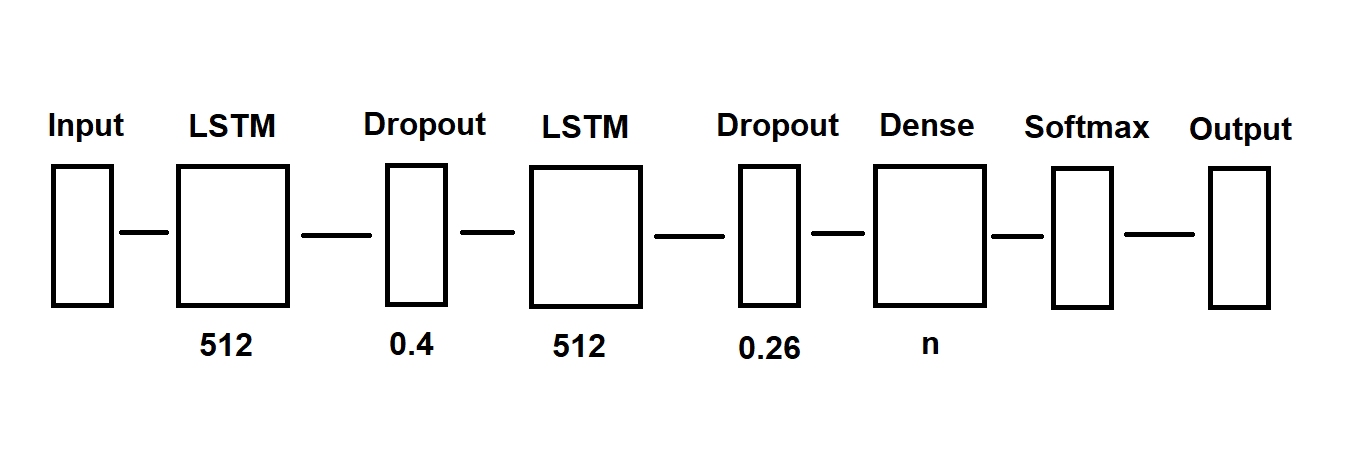 Input LSTM Dropout LSTM Dropout Dense Softmax Output
512 0.4 512 0.26 n